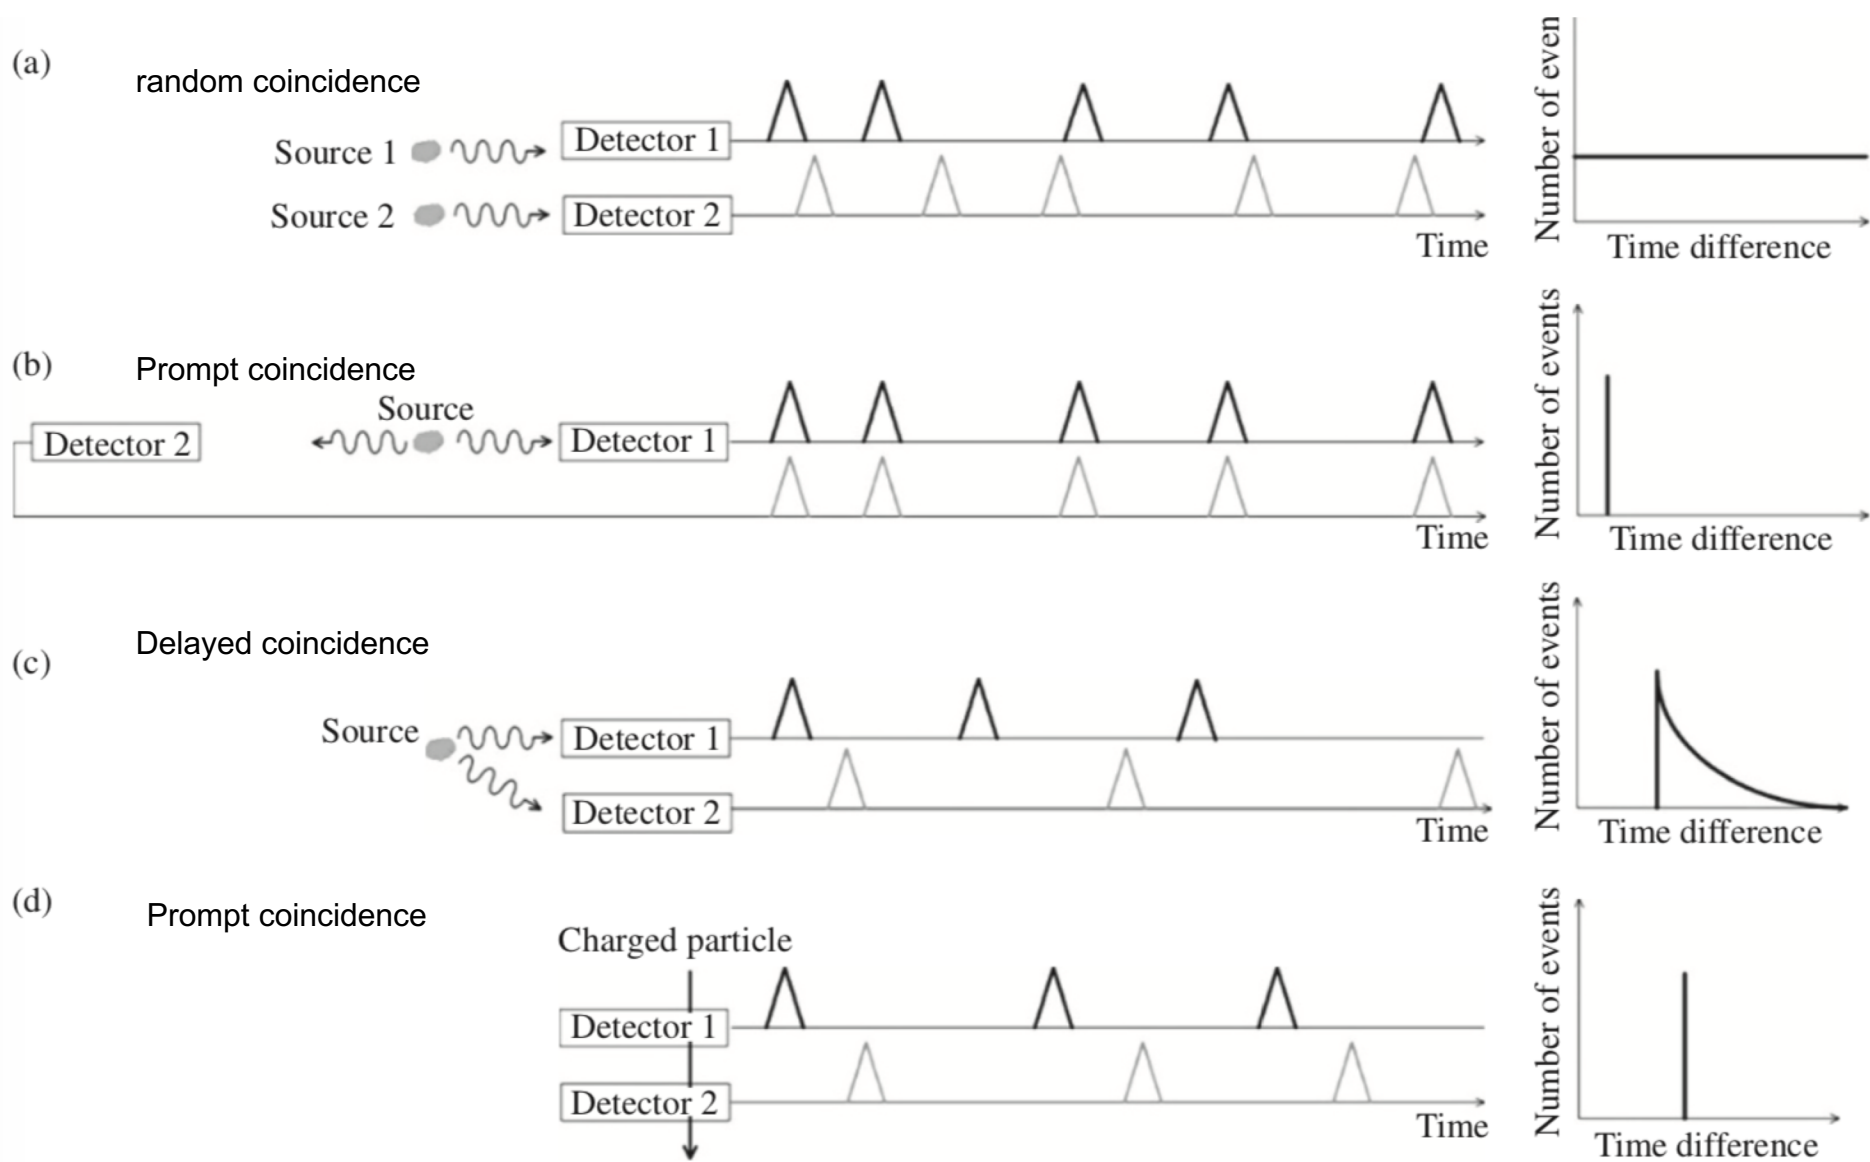 (a)
random coincidence
Source 1
Detector 1
Source 2
Detector 2
Time
Number of even
Time difference
(b)
Prompt coincidence
Source
Detector 2
Detector 1
Time
Number of events
Time difference
(c)
Delayed coincidence
Source
Detector 1
Detector 2
Time
Number of events
Time difference
(d)
Prompt coincidence
Charged particle
Detector 1
Detector 2
Time
Number of events
Time difference